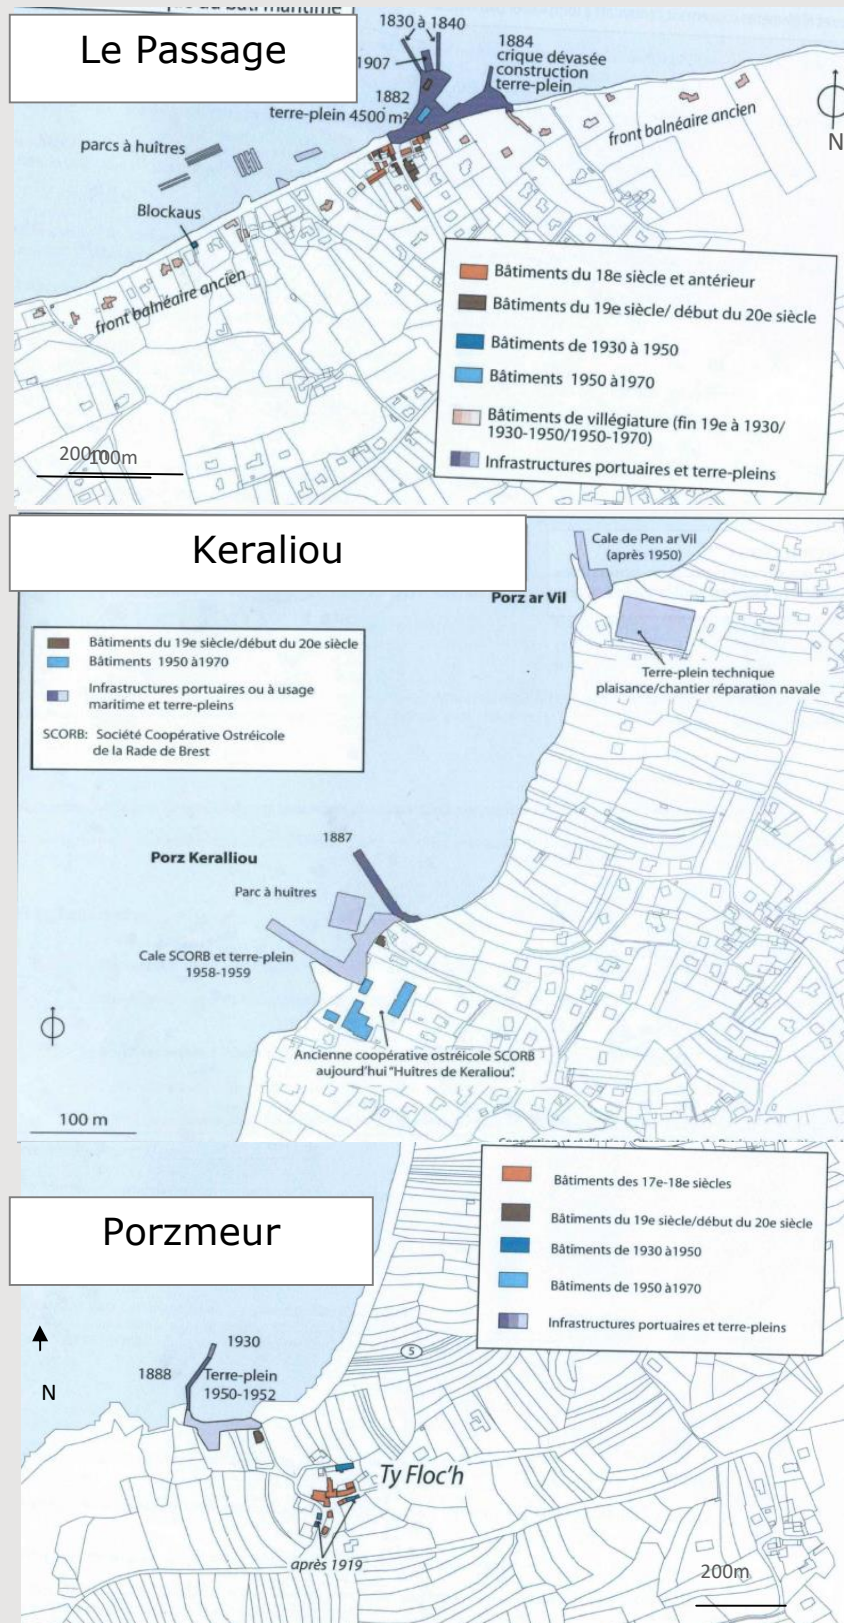 Le Passage
1830 à 1840
1907
1884
crique dévasée
construction
terre-plein
1882
terre-plein 4500 m²
parcs à huîtres
front balnéaire ancien
N
Blockaus
front balnéaire ancien
Bâtiments du 18e siècle et antérieur
Bâtiments du 19e siècle/ début du 20e siècle
Bâtiments de 1930 à 1950
Bâtiments 1950 à1970
Bâtiments de villégiature (fin 19e à 1930/
1930-1950/1950-1970)
Infrastructures portuaires et terre-pleins
200m
100m
Keraliou
Cale de Pen ar Vil
(après 1950)
Porz ar Vil
Bâtiments du 19e siècle/début du 20e siècle
Bâtiments 1950 à1970
Infrastructures portuaires ou à usage
maritime et terre-pleins
SCORB: Société Coopérative Ostréicole
de la Rade de Brest
Terre-plein technique
plaisance/chantier réparation navale
1887
Porz Keralliou
Parc à huîtres
Cale SCORB et terre-plein
1958-1959
Ancienne coopérative ostréicole SCORB
aujourd'hui "Huîtres de Keraliou".
100 m
Porzmeur
Bâtiments des 17e-18e siècles
Bâtiments du 19e siècle/début du 20e siècle
Bâtiments de 1930 à1950
Bâtiments de 1950 à1970
Infrastructures portuaires et terre-pleins
N
1930
1888
Terre-plein
1950-1952
5
Ty Floc'h
après 1919
200m